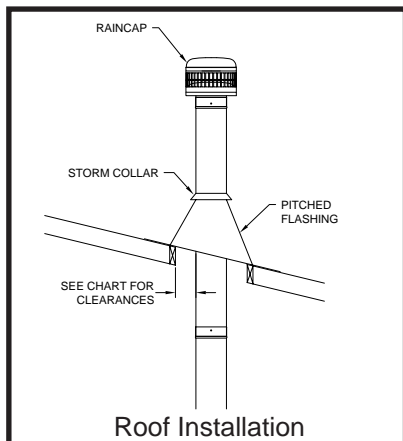 RAINCAP
STORM COLLAR
PITCHED
FLASHING
SEE CHART FOR
CLEARANCES
Roof Installation